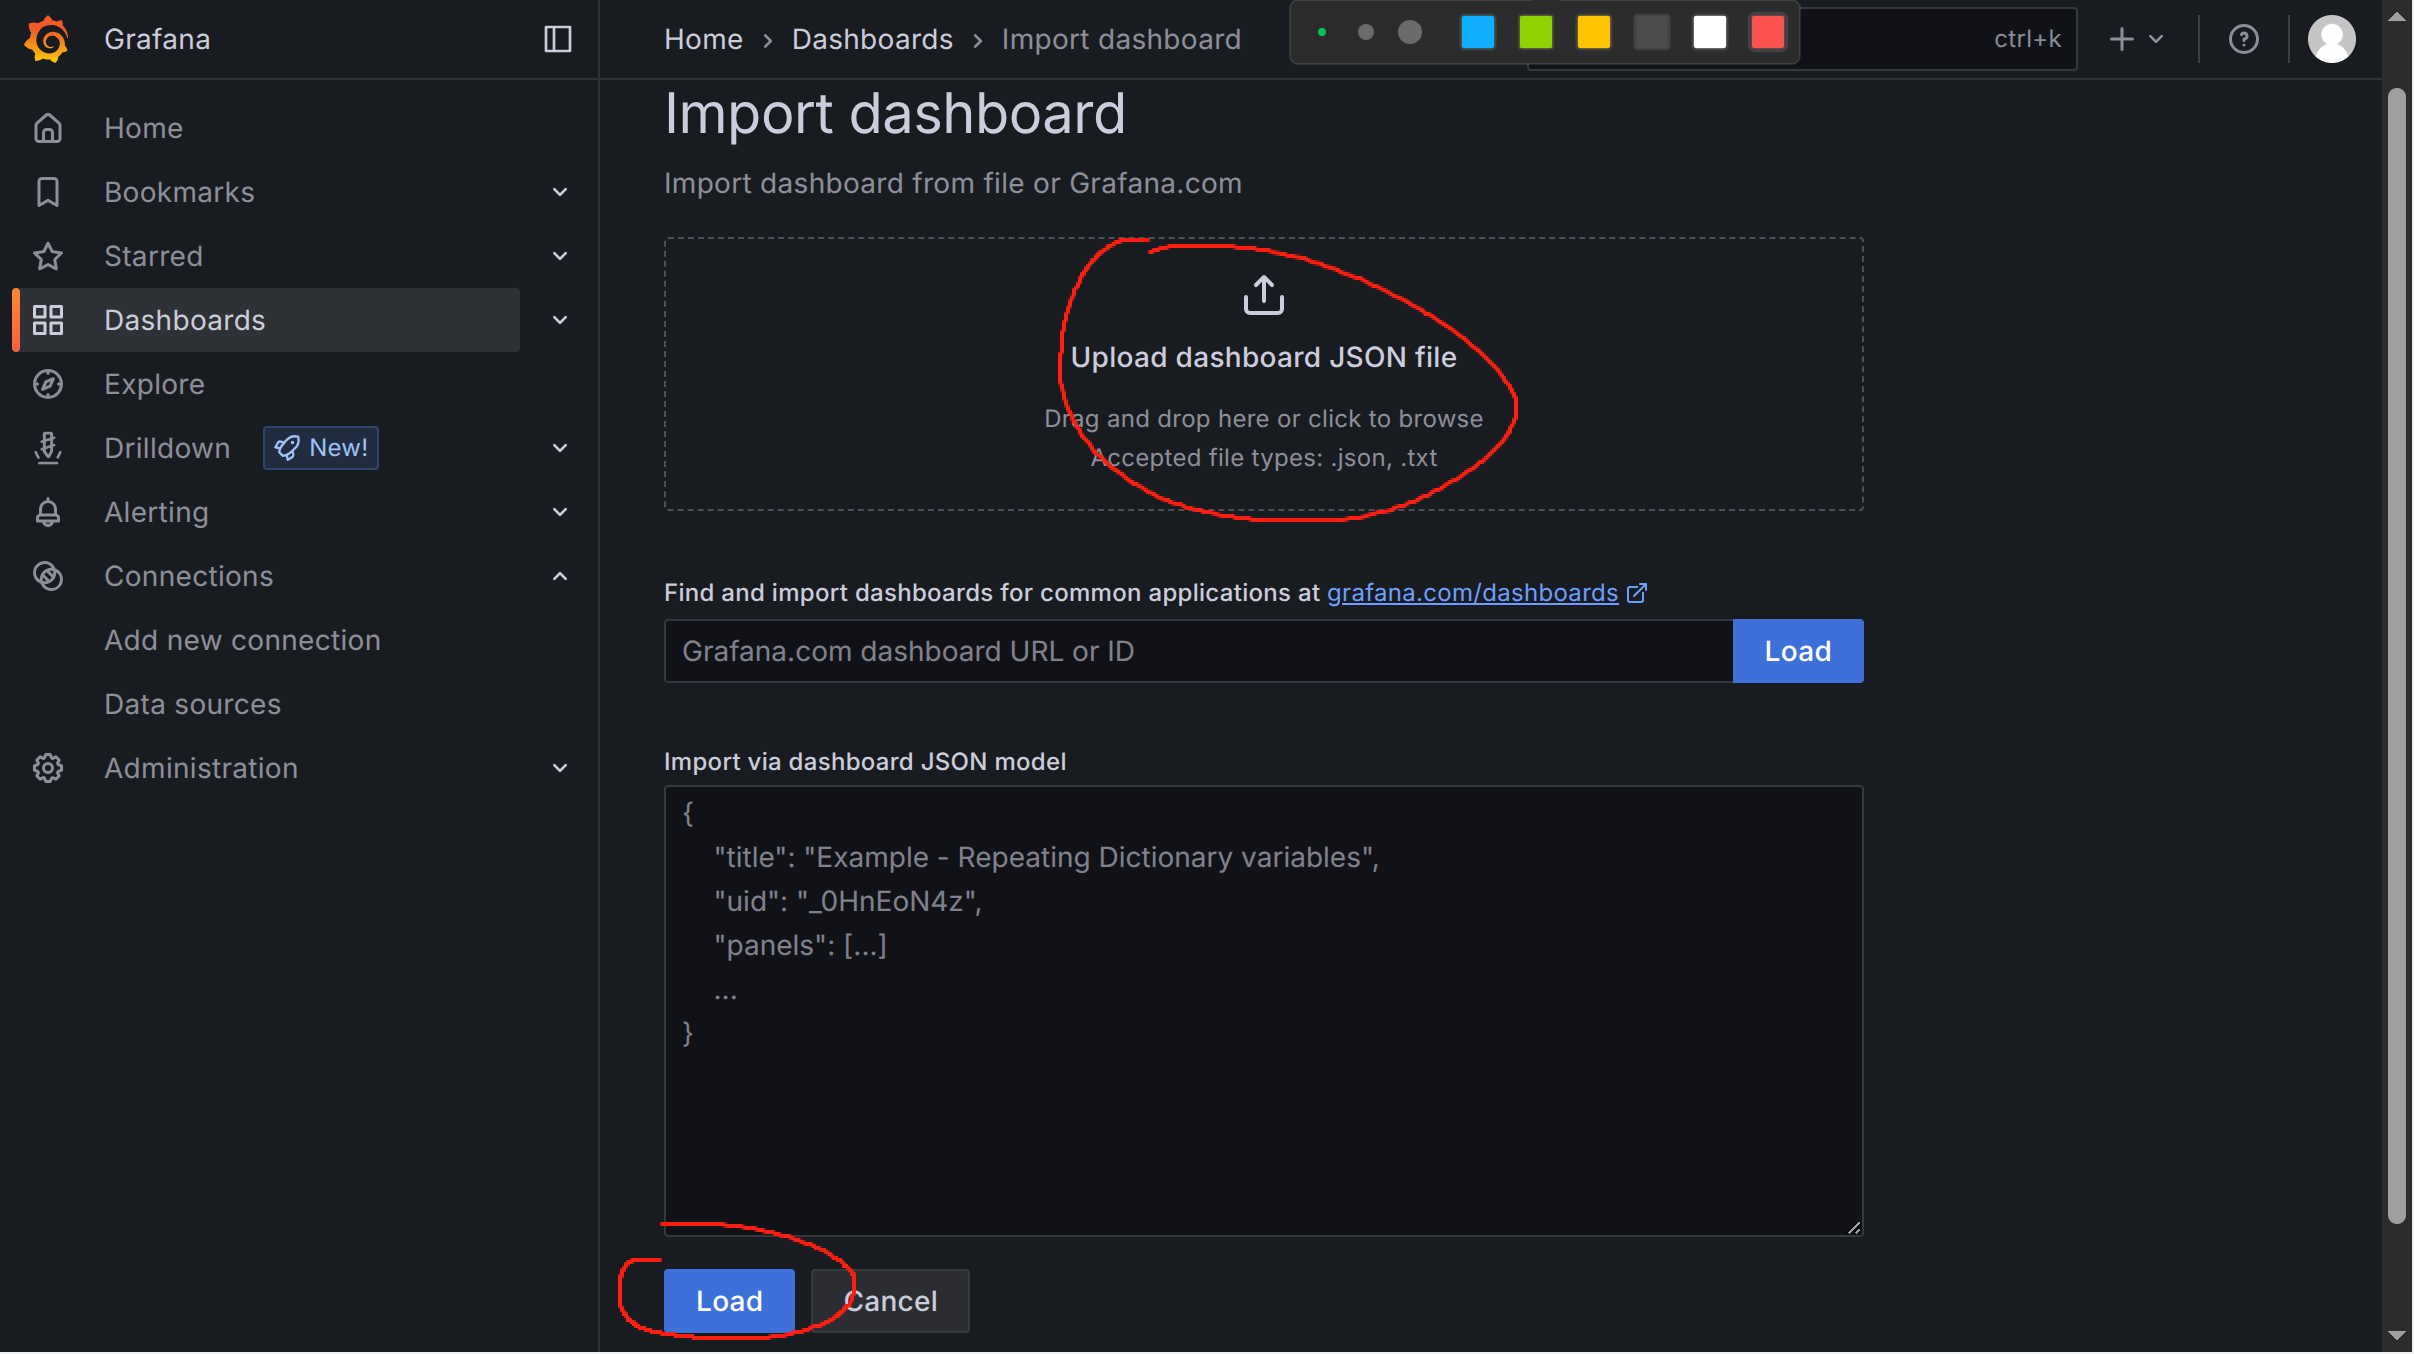 Grafana
Home
Dashboards
Import dashboard
ctrl+k
Home
Bookmarks
Starred
Dashboards
Explore
Drilldown
New!
Alerting
Connections
Add new connection
Data sources
Administration
Import dashboard
Import dashboard from file or Grafana.com
Upload dashboard JSON file
Drag and drop here or click to browse
Accepted file types: .json, .txt
Find and import dashboards for common applications at grafana.com/dashboards
Grafana.com dashboard URL or ID
Load
Import via dashboard JSON model
{
"title": "Example - Repeating Dictionary variables",
"uid": "_0HnEoN4z",
"panels": [...]
...
}
Load
Cancel